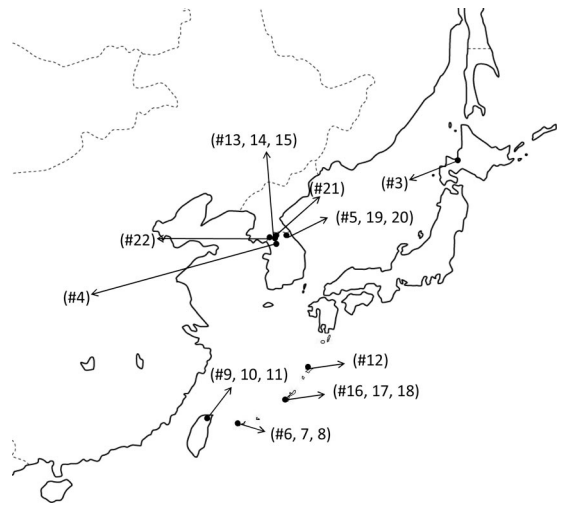 (#13, 14, 15)
(#21)
(#3)
(#5, 19, 20)
(#22)
(#4)
(#12)
(#9, 10, 11)
(#16, 17, 18)
(#6, 7, 8)